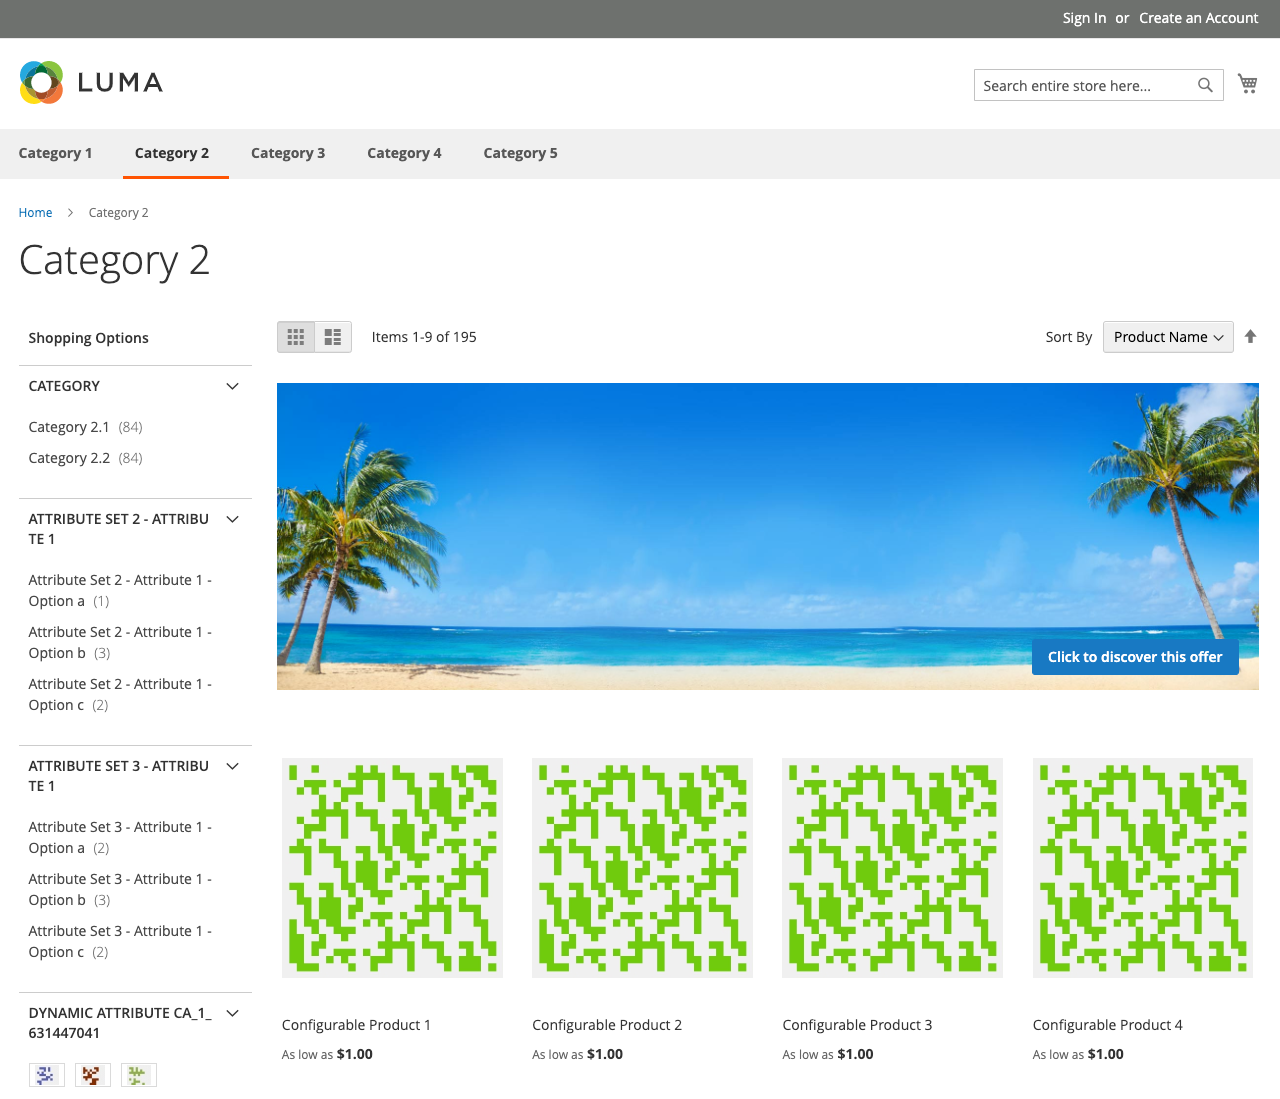 Sign In or Create an Account
LUMA
Search entire store here...
Category 1 Category 2 Category 3 Category 4 Category 5
Home Category 2
Category 2
Shopping Options
Items 1-9 of 195
Sort By Product Name
CATEGORY
Category 2.1 (84)
Category 2.2 (84)
ATTRIBUTE SET 2 - ATTRIBU
TE 1
Attribute Set 2 - Attribute 1 -
Option a (1)
Attribute Set 2 - Attribute 1 -
Option b (3)
Attribute Set 2 - Attribute 1 -
Option c (2)
ATTRIBUTE SET 3 - ATTRIBU
TE 1
Attribute Set 3 - Attribute 1 -
Option a (2)
Attribute Set 3 - Attribute 1 -
Option b (3)
Attribute Set 3 - Attribute 1 -
Option c (2)
DYNAMIC ATTRIBUTE CA_1_
631447041
Click to discover this offer
Configurable Product 1
As low as $1.00
Configurable Product 2
As low as $1.00
Configurable Product 3
As low as $1.00
Configurable Product 4
As low as $1.00